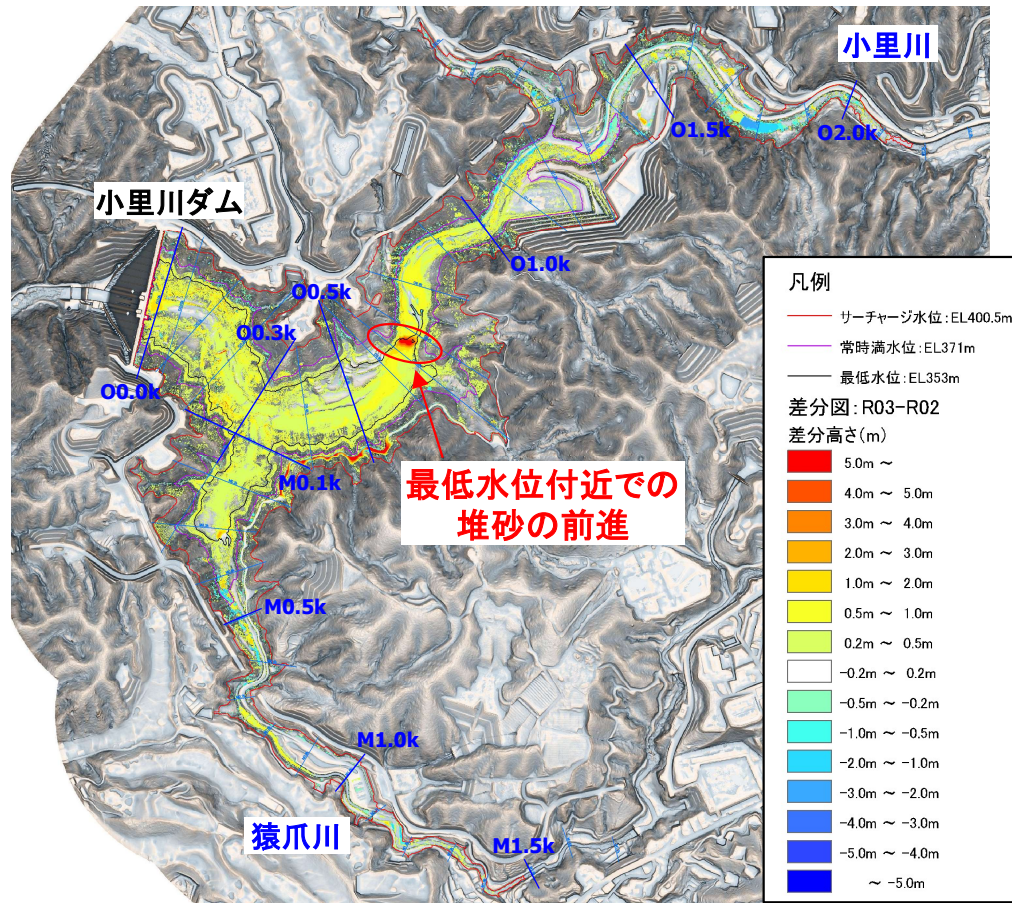 小里川
O1.5k
O2.0k
小里川ダム
O1.0k
O0.5k
O0.3k
O0.0k
M0.1k
最低水位付近での
堆砂の前進
M0.5k
M1.0k
猿爪川
M1.5k
凡例
サーチャージ水位:EL400.5m
常時満水位:EL371m
最低水位:EL353m
差分図:R03-R02
差分高さ(m)
5.0m ~
4.0m ~ 5.0m
3.0m ~ 4.0m
2.0m ~ 3.0m
1.0m ~ 2.0m
0.5m ~ 1.0m
0.2m ~ 0.5m
-0.2m ~ 0.2m
-0.5m ~ -0.2m
-1.0m ~ -0.5m
-2.0m ~ -1.0m
-3.0m ~ -2.0m
-4.0m ~ -3.0m
-5.0m ~ -4.0m
~ -5.0m